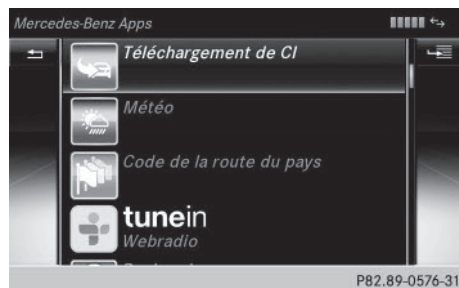 Mercedes-Benz Apps
Téléchargement de CI
Météo
Code de la route du pays
tunein
Webradio
P82.89-0576-31